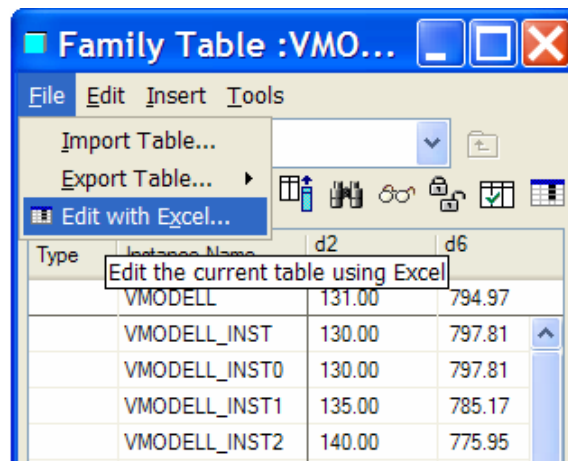 Family Table :VMO...
File Edit Insert Tools
Import Table...
Export Table...
Edit with Excel...
Type Instance Name d2 d6
Edit the current table using Excel
VMODELL 131.00 794.97
VMODELL_INST 130.00 797.81
VMODELL_INST0 130.00 797.81
VMODELL_INST1 135.00 785.17
VMODELL_INST2 140.00 775.95